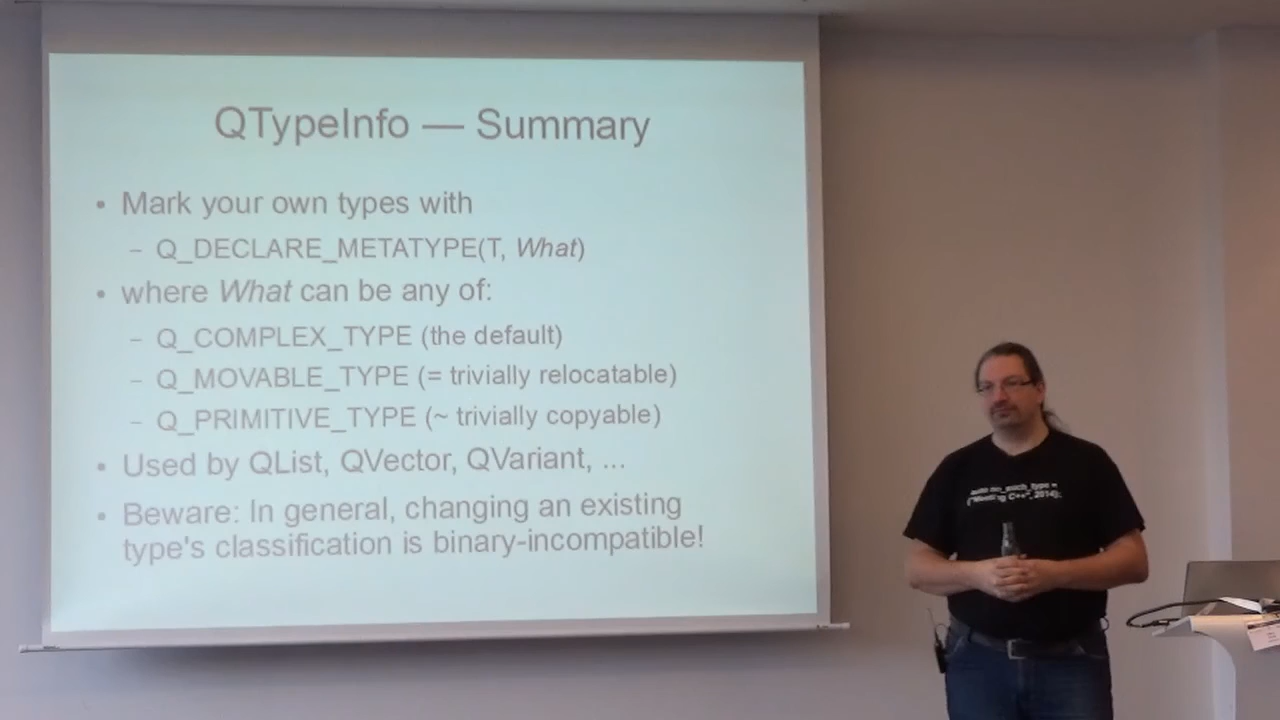 QTypeInfo — Summary
• Mark your own types with
– Q_DECLARE_METATYPE(T, What)
• where What can be any of:
– Q_COMPLEX_TYPE (the default)
– Q_MOVABLE_TYPE (= trivially relocatable)
– Q_PRIMITIVE_TYPE (~ trivially copyable)
• Used by QList, QVector, QVariant, ...
• Beware: In general, changing an existing
type's classification is binary-incompatible!
{"Meeting C++", 2014};